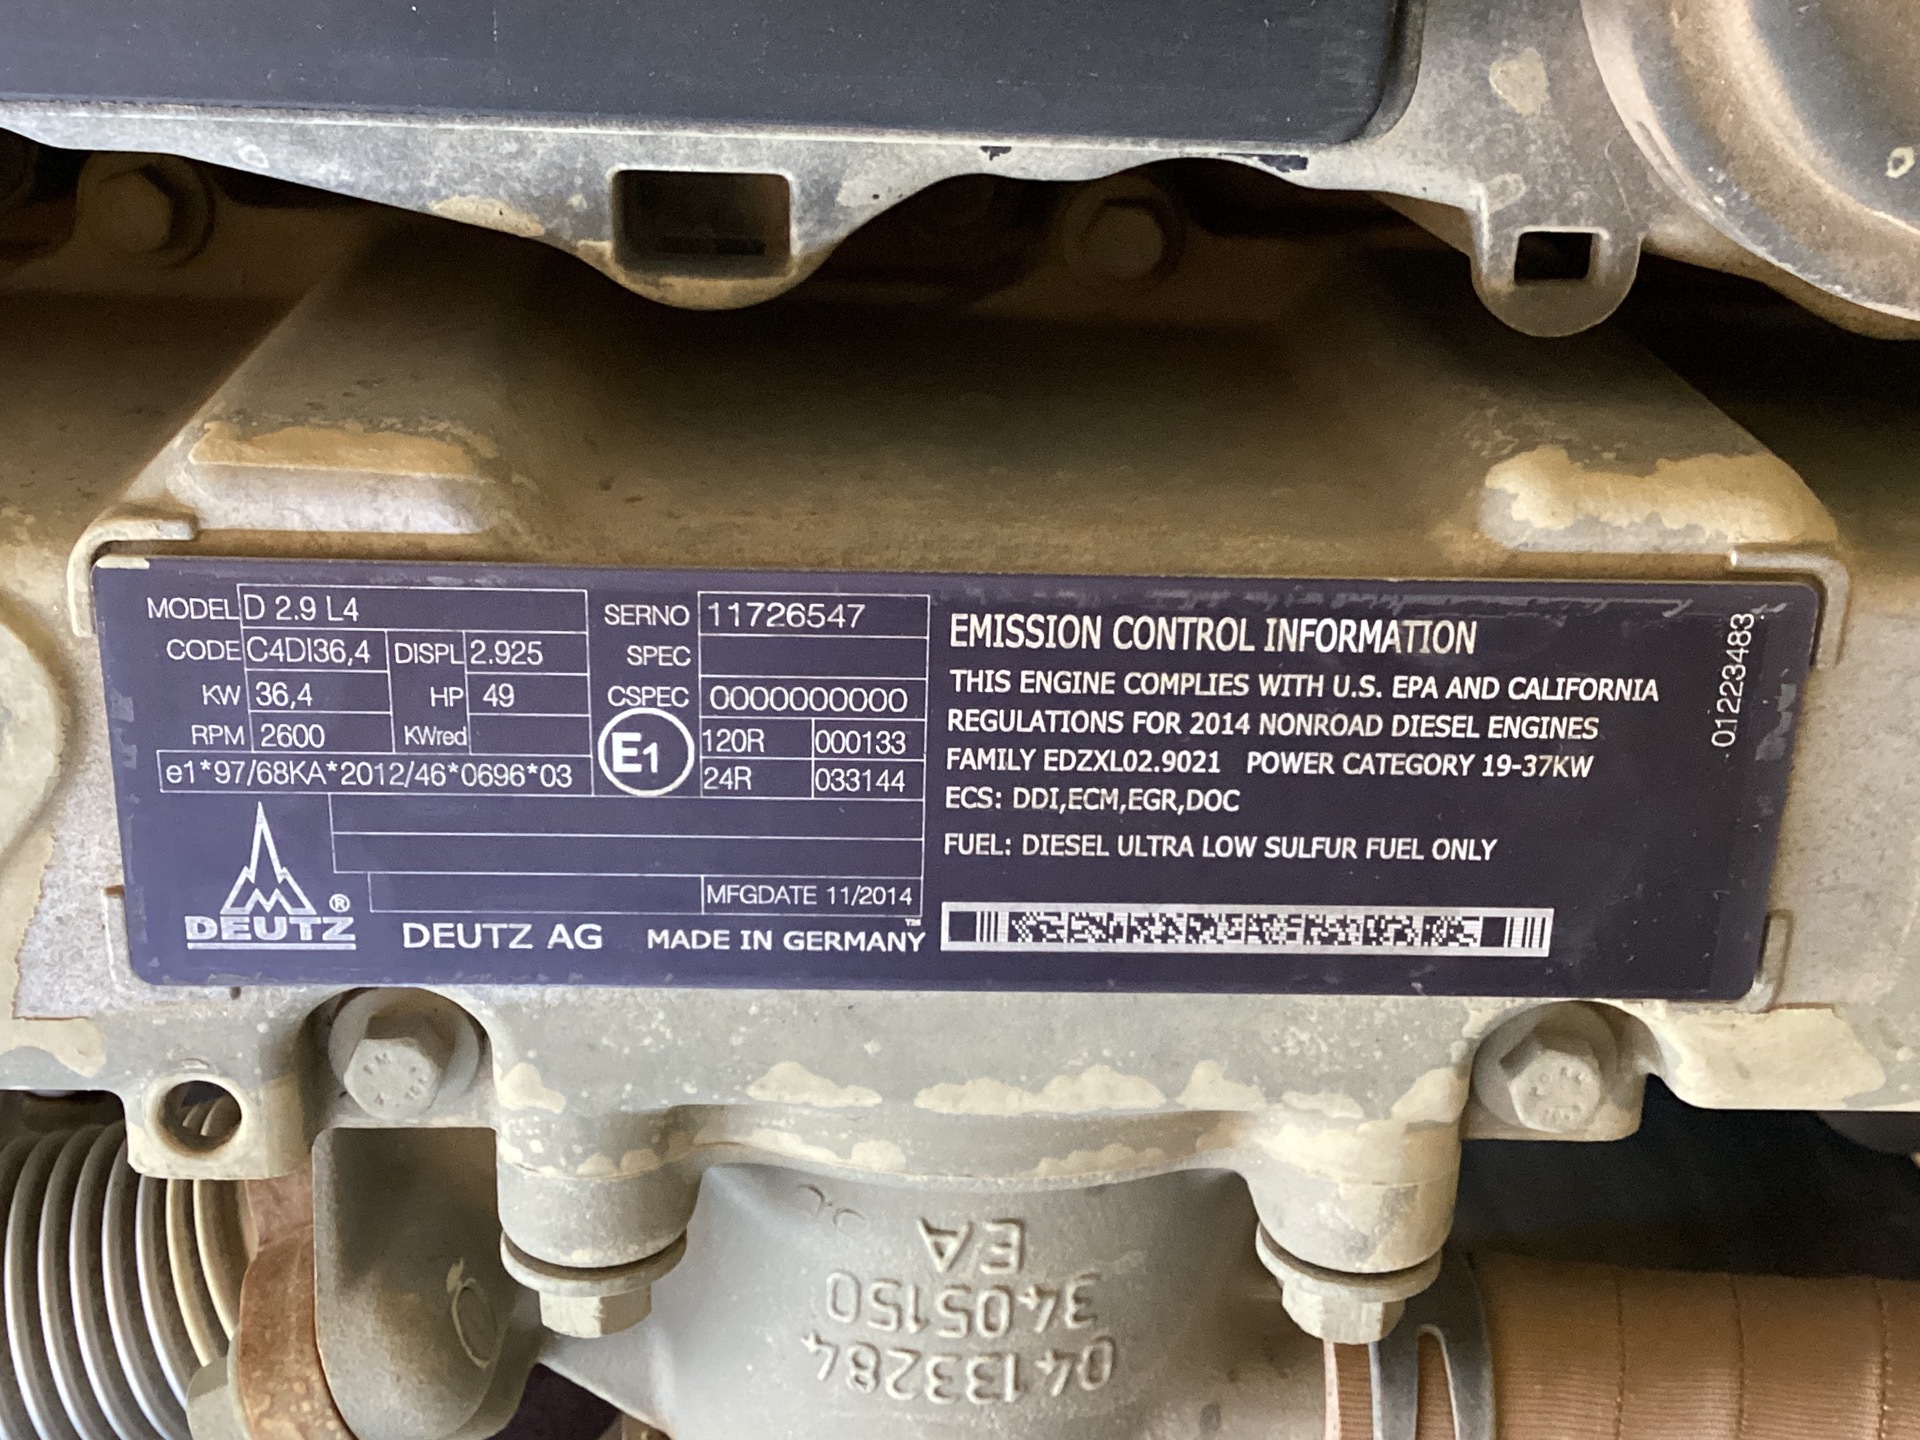 MODEL D 2.9 L4
CODE C4DI36,4 DISPL 2.925
KW 36,4 HP 49
RPM 2600 KWred
e1*97/68KA*2012/46*0696*03
SERNO 11726547
SPEC
CSPEC 0000000000
E1 120R 000133
24R 033144
MFGDATE 11/2014
DEUTZ ®
DEUTZ AG MADE IN GERMANY ™
EMISSION CONTROL INFORMATION
THIS ENGINE COMPLIES WITH U.S. EPA AND CALIFORNIA
REGULATIONS FOR 2014 NONROAD DIESEL ENGINES
FAMILY EDZXL02.9021 POWER CATEGORY 19-37KW
ECS: DDI,ECM,EGR,DOC
FUEL: DIESEL ULTRA LOW SULFUR FUEL ONLY
01223483
04133284
3405150
EA